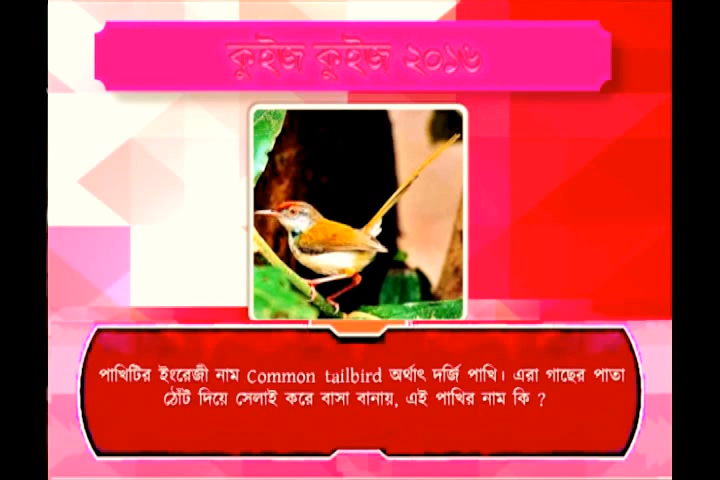 কুইজ কুইজ ২০১৬
পাখিটির ইংরেজী নাম Common tailbird অর্থাৎ দর্জি পাখি। এরা গাছের পাতা
ঠোঁট দিয়ে সেলাই করে বাসা বানায়, এই পাখির নাম কি ?